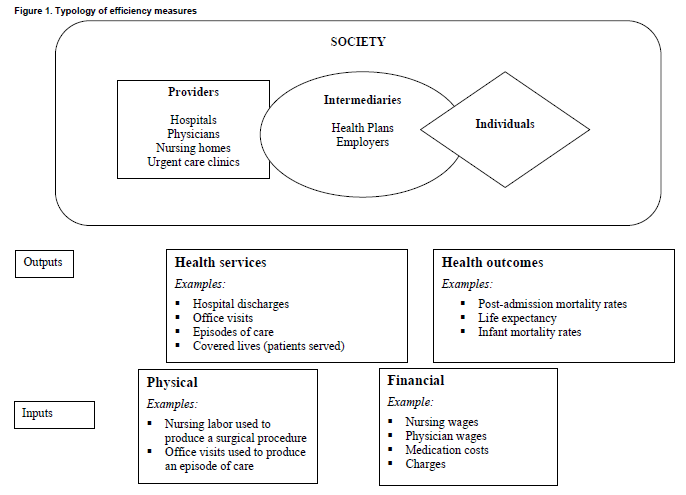 Figure 1. Typology of efficiency measures
SOCIETY
Providers
Hospitals
Physicians
Nursing homes
Urgent care clinics
Intermediaries
Health Plans
Employers
Individuals
Outputs
Health services
Examples:
▪ Hospital discharges
▪ Office visits
▪ Episodes of care
▪ Covered lives (patients served)
Health outcomes
Examples:
▪ Post-admission mortality rates
▪ Life expectancy
▪ Infant mortality rates
Inputs
Physical
Examples:
▪ Nursing labor used to
produce a surgical procedure
▪ Office visits used to produce
an episode of care
Financial
Example:
▪ Nursing wages
▪ Physician wages
▪ Medication costs
▪ Charges